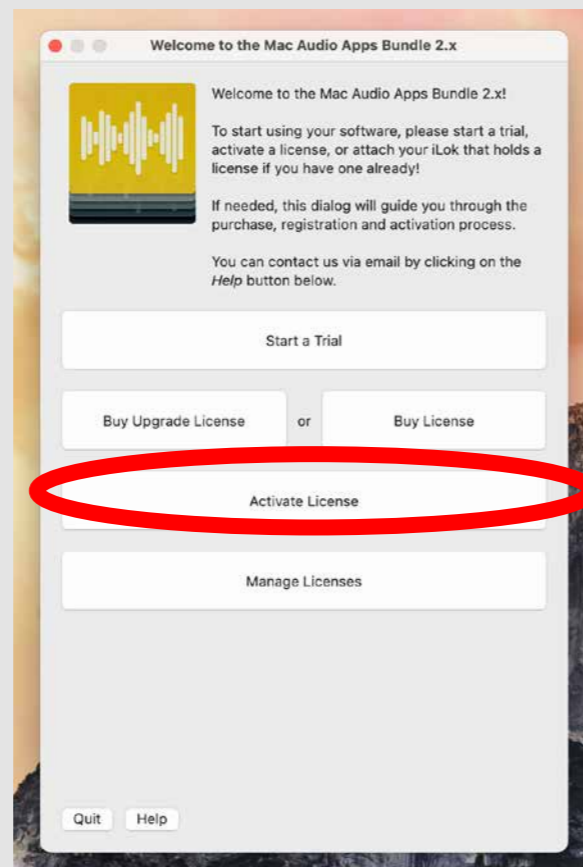 Welcome to the Mac Audio Apps Bundle 2.x
Welcome to the Mac Audio Apps Bundle 2.x!
To start using your software, please start a trial,
activate a license, or attach your iLok that holds a
license if you have one already!
If needed, this dialog will guide you through the
purchase, registration and activation process.
You can contact us via email by clicking on the
Help button below.
Start a Trial
Buy Upgrade License or Buy License
Activate License
Manage Licenses
Quit Help